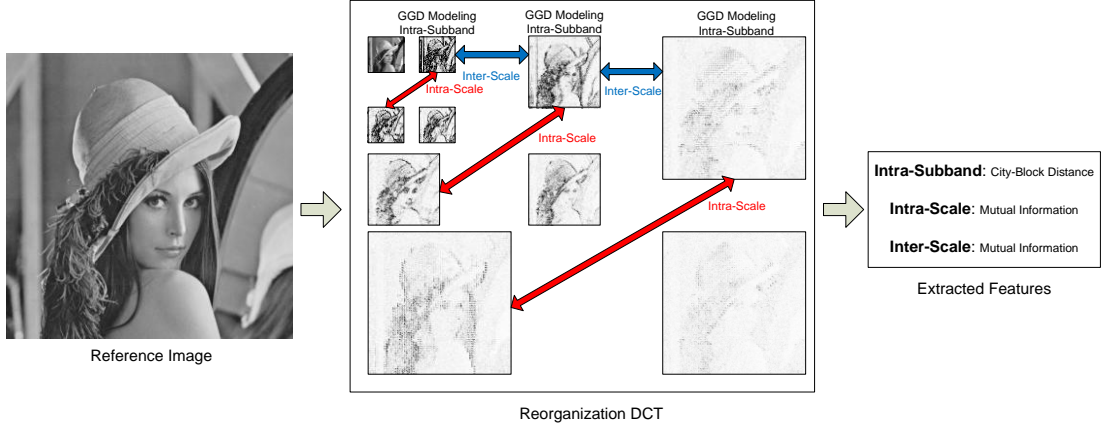 GGD Modeling
Intra-Subband
GGD Modeling
Intra-Subband
GGD Modeling
Intra-Subband
Inter-Scale
Intra-Scale
Inter-Scale
Intra-Scale
Intra-Scale
Intra-Subband: City-Block Distance
Intra-Scale: Mutual Information
Inter-Scale: Mutual Information
Extracted Features
Reference Image
Reorganization DCT